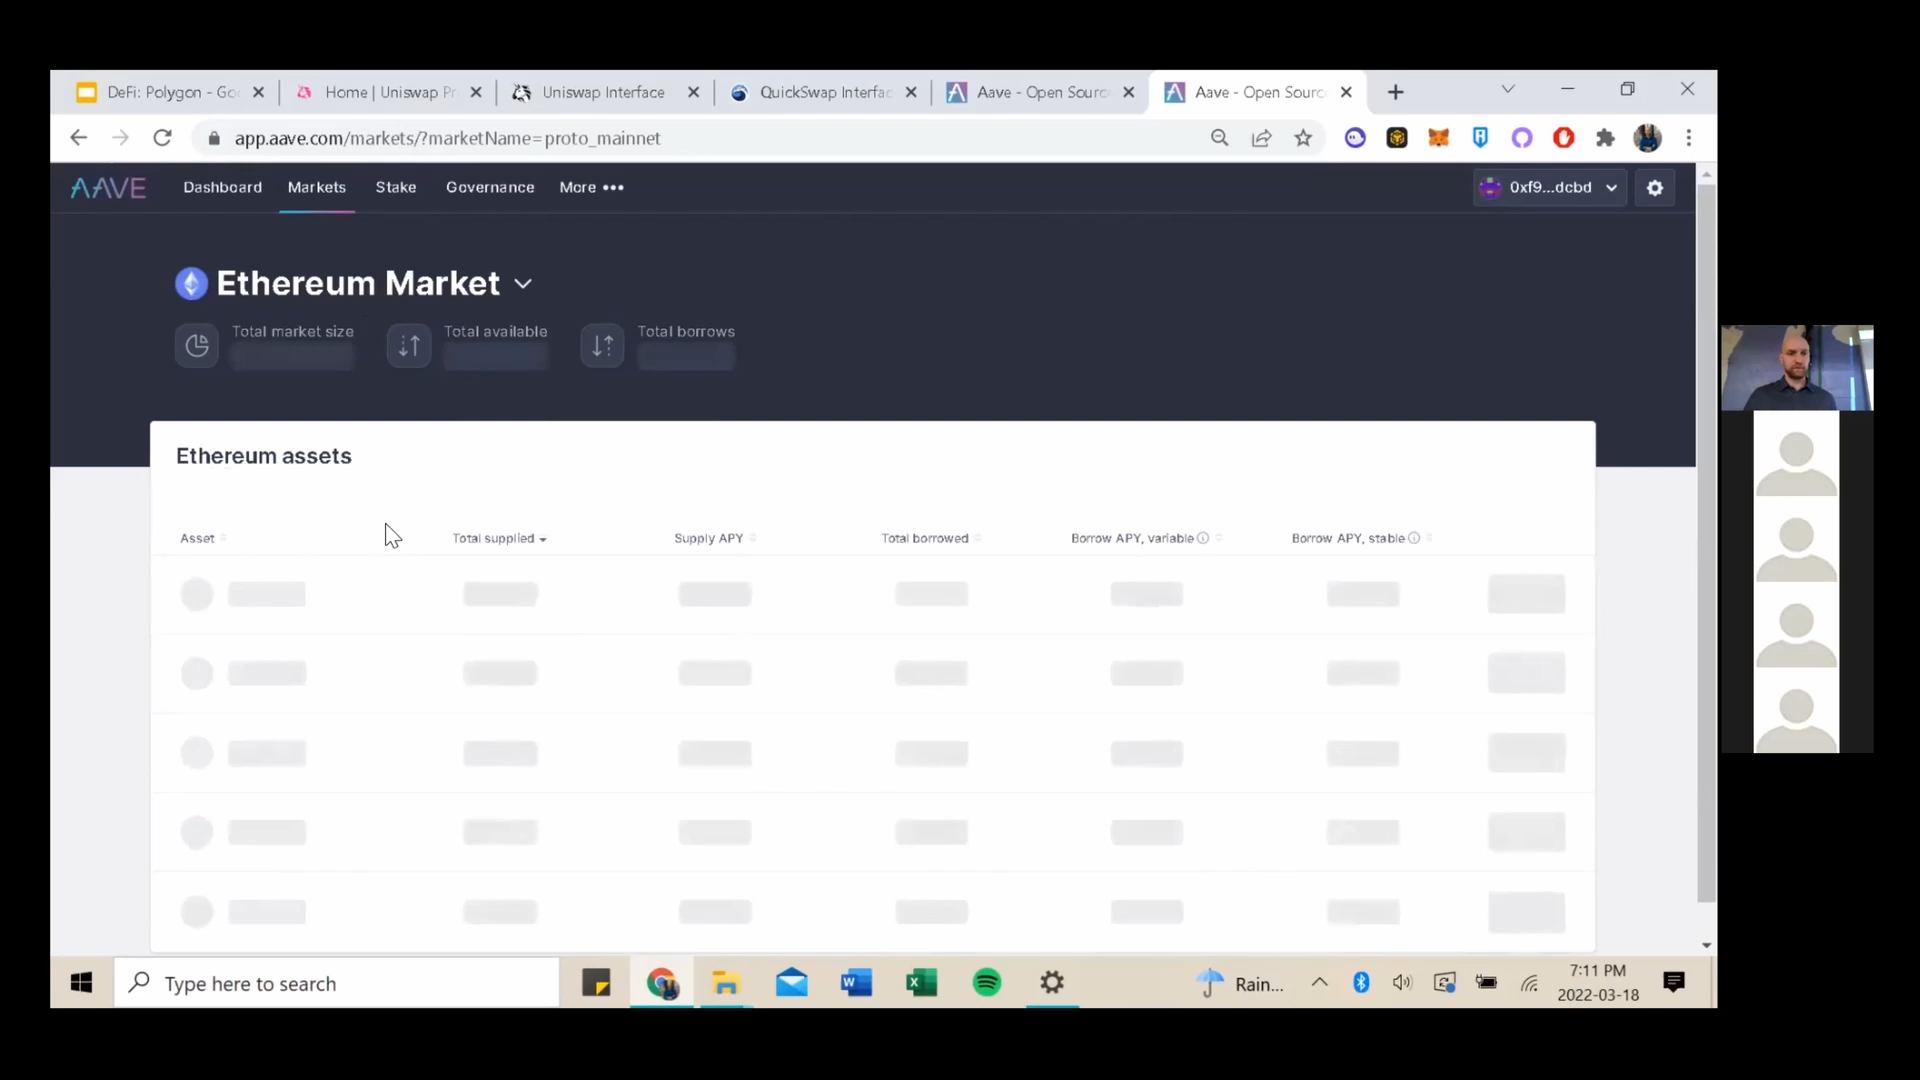 DeFi: Polygon - Goo
Home | Uniswap Pr
Uniswap Interface
QuickSwap Interfac
Aave - Open Sourc
Aave - Open Sourc
app.aave.com/markets/?marketName=proto_mainnet
AAVE
Dashboard
Markets
Stake
Governance
More •••
0xf9...dcbd
Ethereum Market
Total market size
Total available
Total borrows
Ethereum assets
Asset
Total supplied
Supply APY
Total borrowed
Borrow APY, variable
Borrow APY, stable
Type here to search
Rain...
7:11 PM
2022-03-18